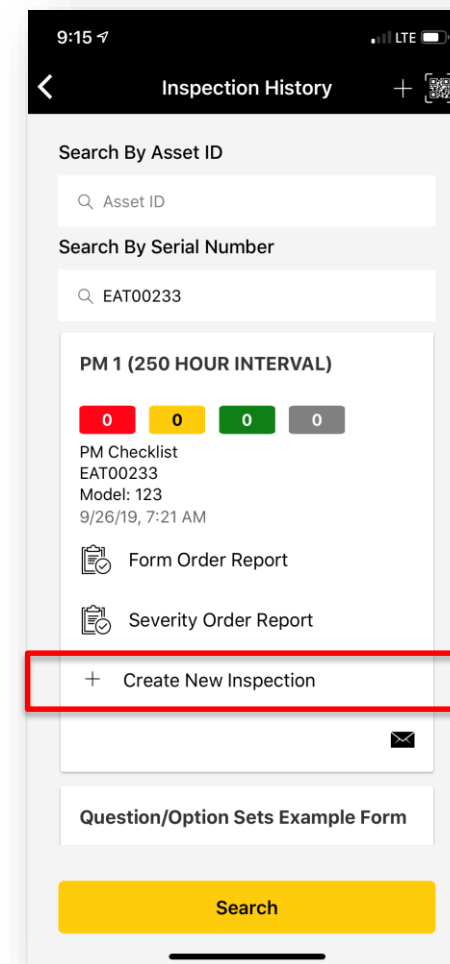 9:15
LTE
Inspection History
Search By Asset ID
Asset ID
Search By Serial Number
EAT00233
PM 1 (250 HOUR INTERVAL)
0 0 0 0
PM Checklist
EAT00233
Model: 123
9/26/19, 7:21 AM
Form Order Report
Severity Order Report
+ Create New Inspection
Question/Option Sets Example Form
Search